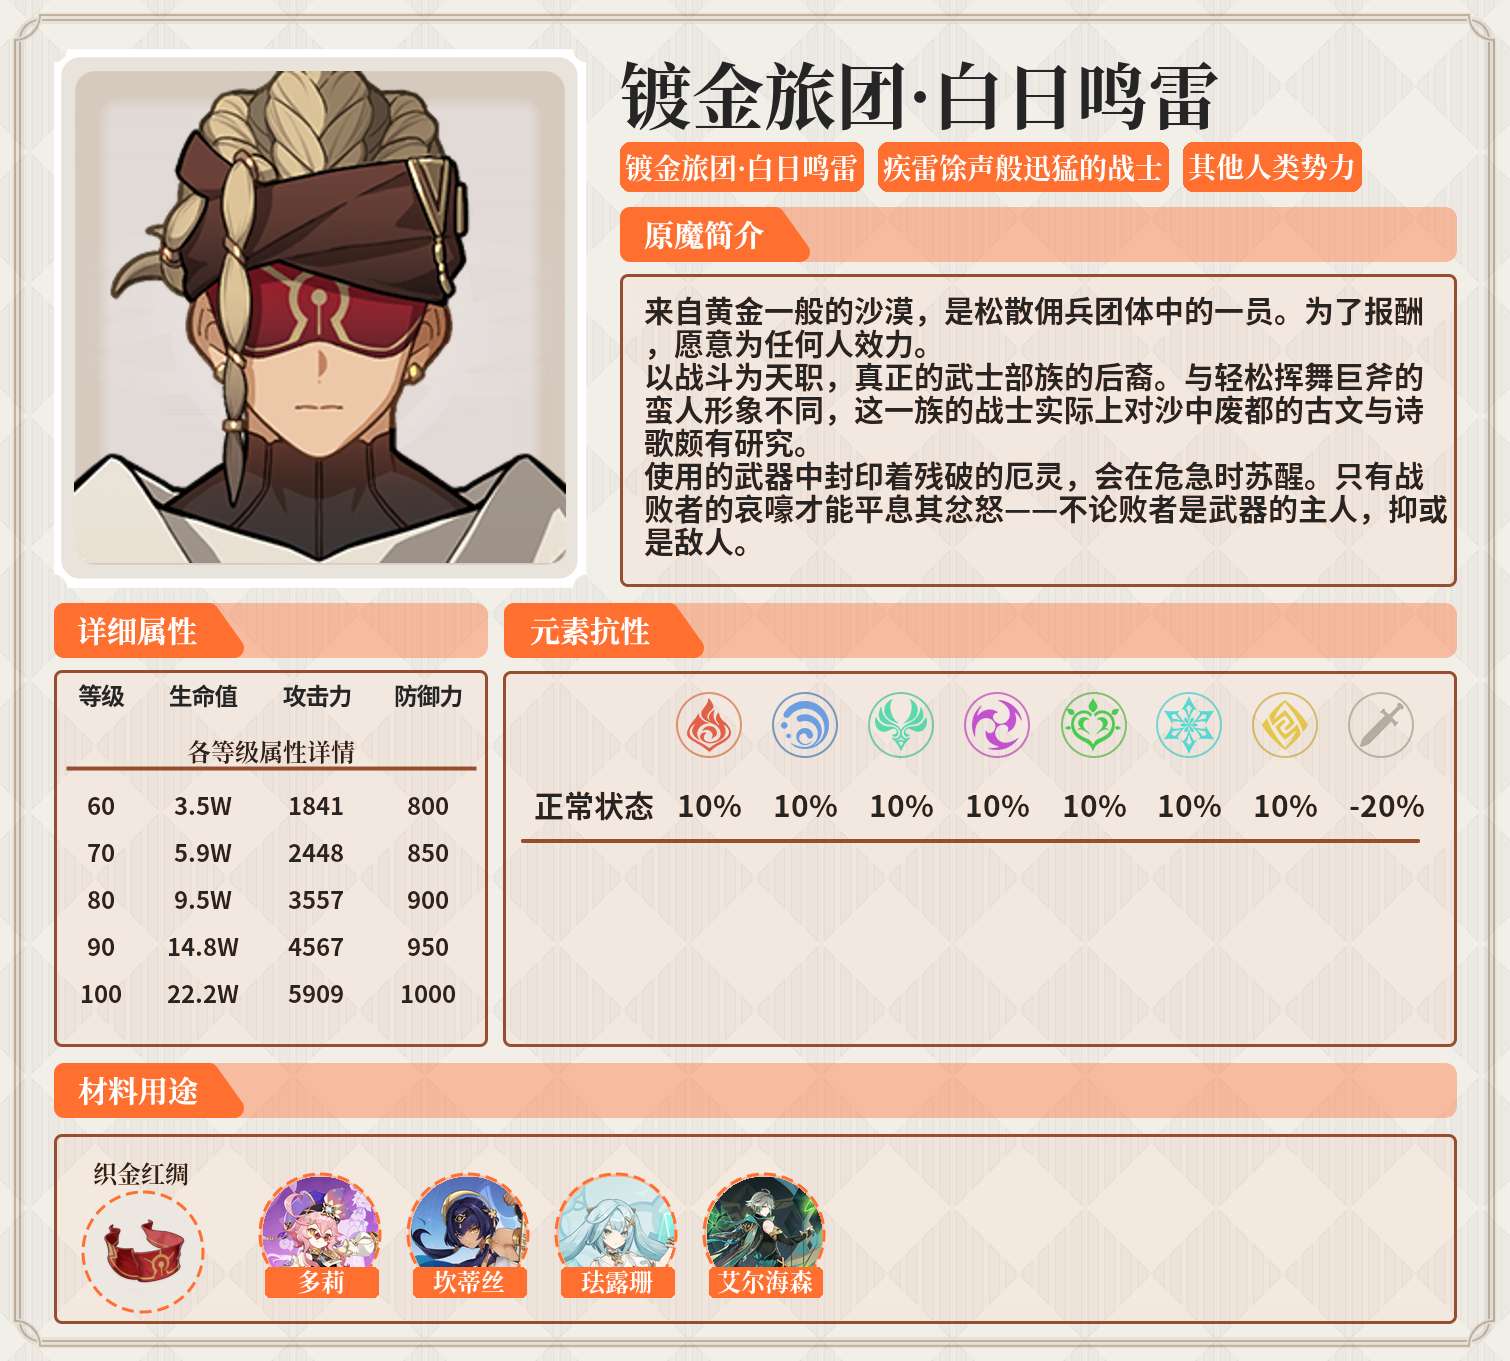 镀金旅团·白日鸣雷
镀金旅团·白日鸣雷 疾雷馀声般迅猛的战士 其他人类势力
原魔简介
来自黄金一般的沙漠，是松散佣兵团体中的一员。为了报酬
，愿意为任何人效力。
以战斗为天职，真正的武士部族的后裔。与轻松挥舞巨斧的
蛮人形象不同，这一族的战士实际上对沙中废都的古文与诗
歌颇有研究。
使用的武器中封印着残破的厄灵，会在危急时苏醒。只有战
败者的哀嚎才能平息其忿怒——不论败者是武器的主人，抑或
是敌人。
详细属性
等级 生命值 攻击力 防御力
各等级属性详情
60 3.5W 1841 800
70 5.9W 2448 850
80 9.5W 3557 900
90 14.8W 4567 950
100 22.2W 5909 1000
元素抗性
正常状态 10% 10% 10% 10% 10% 10% 10% -20%
材料用途
织金红绸
多莉 坎蒂丝 珐露珊 艾尔海森